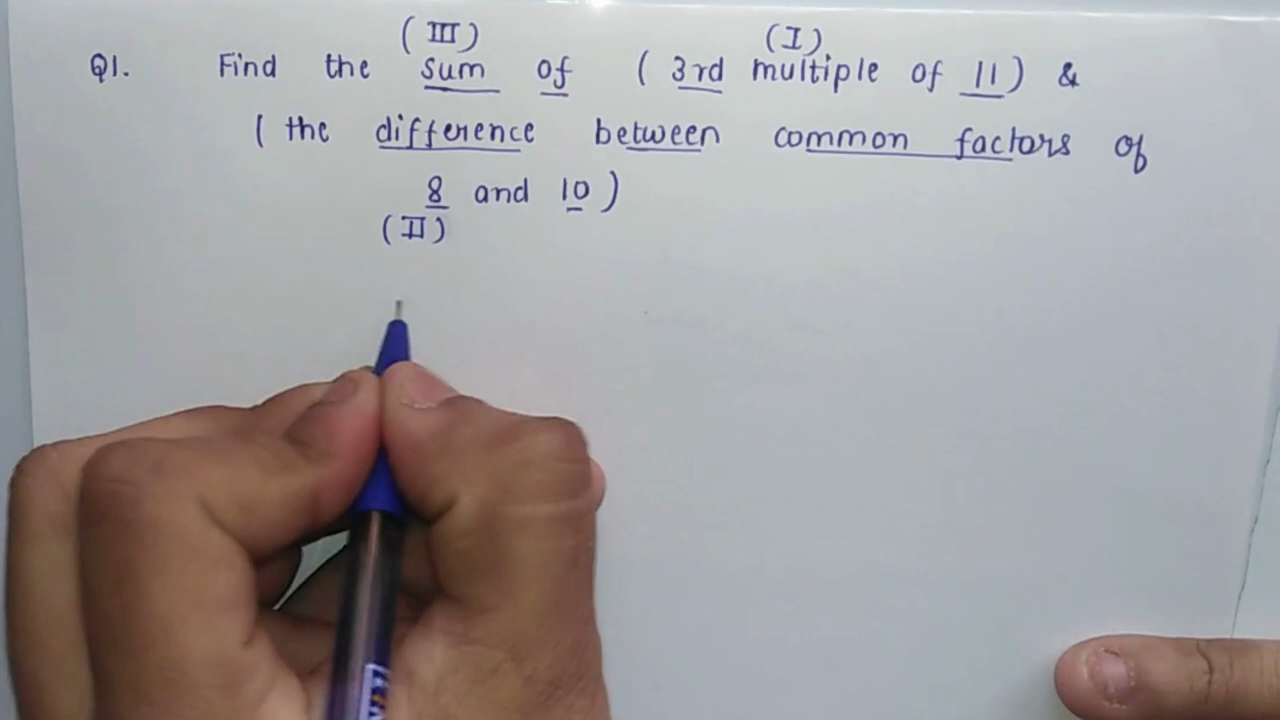 (III) (I)
Q1. Find the sum of ( 3rd multiple of 11 ) &
( the difference between common factors of
8 and 10 )
(II)